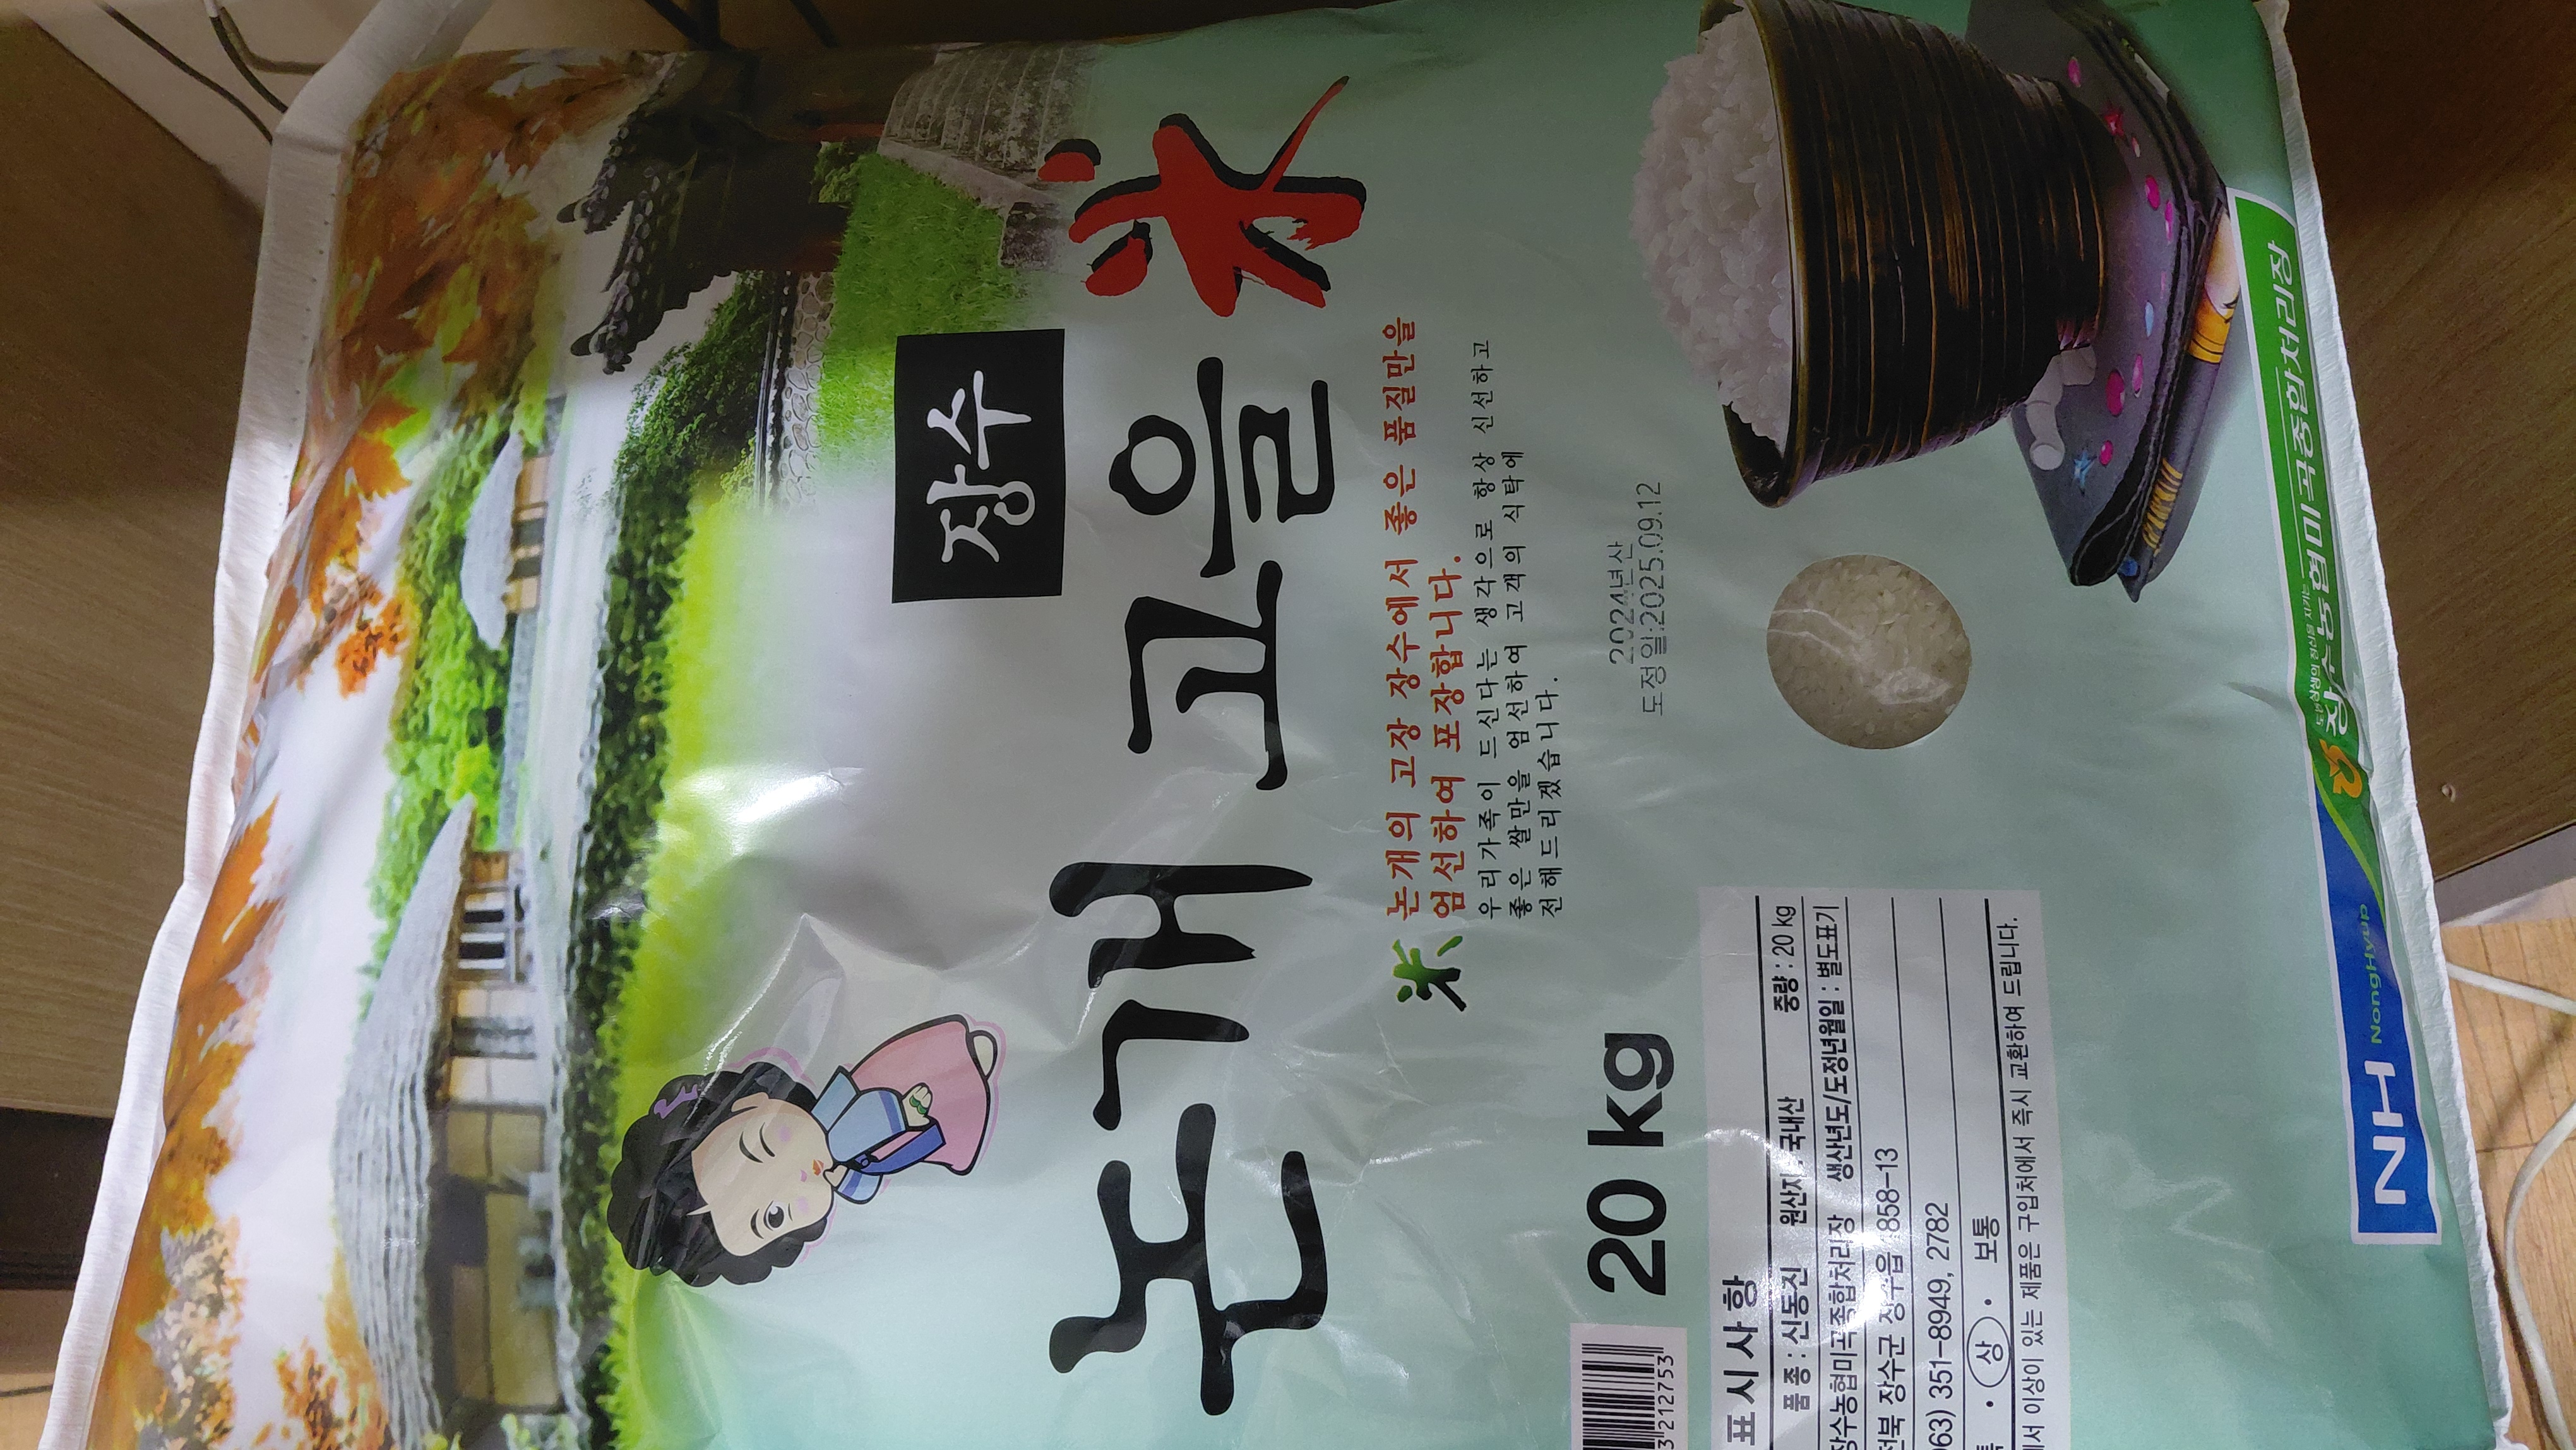 장수
논개고을米
米
논개의 고장 장수에서 좋은 품질만을
엄선하여 포장합니다.
우리가족이 드신다는 생각으로 항상 신선하고
좋은 쌀만을 엄선하여 고객의 식탁에
전해드리겠습니다.
20 kg
2024년산
도정일:2025.09.12
3212753
표시사항
품종 : 신동진 원산지 : 국내산 중량 : 20 kg
장수농협미곡종합처리장 생산년도/도정년월일 : 별도표기
전북 장수군 장수읍 858-13
063) 351-8949, 2782
특 · 상 · 보통
에서 이상이 있는 제품은 구입처에서 즉시 교환하여 드립니다.
NH NongHyup
장수농협미곡종합처리장